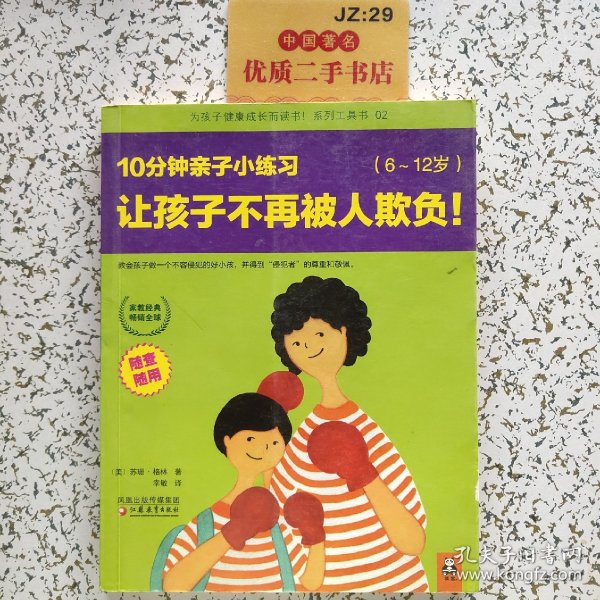 JZ:29
中国著名
优质二手书店
为孩子健康成长而读书！系列工具书 02
10分钟亲子小练习 （6～12岁）
让孩子不再被人欺负！
教会孩子做一个不容侵犯的好小孩，并得到“侵犯者”的尊重和敬佩。
家教经典
畅销全球
随查
随用
（美）苏珊·格林 著
李敏 译
凤凰出版传媒集团
江苏教育出版社
孔夫子旧书网
kongfz.com